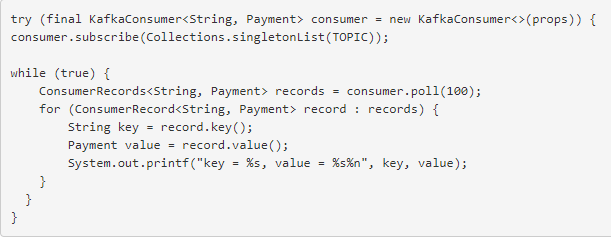 try (final KafkaConsumer<String, Payment> consumer = new KafkaConsumer<>(props)) {
consumer.subscribe(Collections.singletonList(TOPIC));

while (true) {
    ConsumerRecords<String, Payment> records = consumer.poll(100);
    for (ConsumerRecord<String, Payment> record : records) {
        String key = record.key();
        Payment value = record.value();
        System.out.printf("key = %s, value = %s%n", key, value);
    }
  }
}